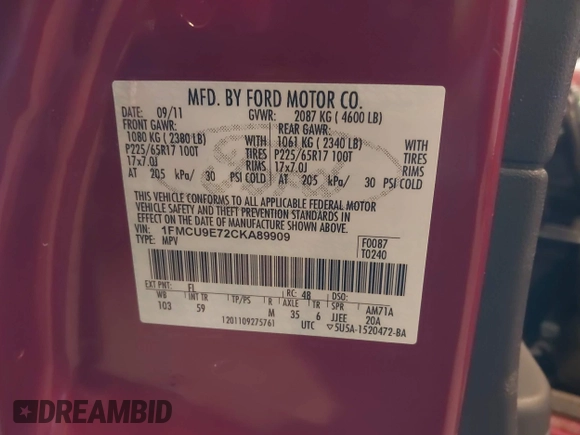 MFD. BY FORD MOTOR CO.
DATE: 09/11 GVWR: 2087 KG ( 4600 LB)
FRONT GAWR: REAR GAWR:
1080 KG ( 2380 LB) WITH 1061 KG ( 2340 LB) WITH
P225/65R17 100T TIRES P225/65R17 100T TIRES
17x7.0J RIMS 17x7.0J RIMS
AT 205 kPa/ 30 PSI COLD AT 205 kPa/ 30 PSI COLD
THIS VEHICLE CONFORMS TO ALL APPLICABLE FEDERAL MOTOR
VEHICLE SAFETY AND THEFT PREVENTION STANDARDS IN
EFFECT ON THE DATE OF MANUFACTURE SHOWN ABOVE.
VIN: 1FMCU9E72CKA89909 F0087
TYPE: MPV T0240
EXT PNT: FL RC: 48 DSO:
WB INT TR TP/PS R AXLE TR SPR AM71A
103 59 M 35 6 JJEE 20A
1201109275761 UTC 5U5A-1520472-BA
Ford
DREAMBID